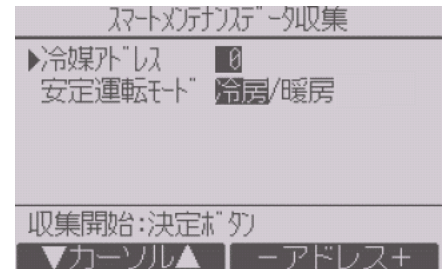 スマートメンテナンスデータ収集
▶冷媒アドレス 0
安定運転モード 冷房/暖房
収集開始:決定ボタン
▼カーソル▲ －アドレス＋